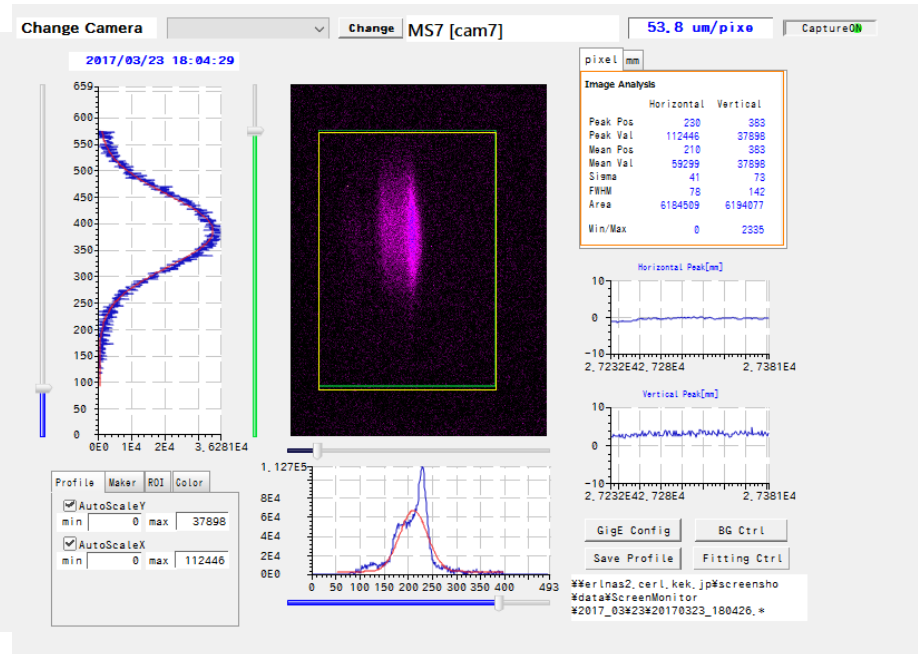 Change Camera Change MS7 [cam7] 53.8 um/pixe CaptureON
2017/03/23 18:04:29
659
600
550
500
450
400
350
300
250
200
150
100
50
0
0E0 1E4 2E4 3.6281E4
pixel mm
Image Analysis
Horizontal Vertical
Peak Pos 230 383
Peak Val 112446 37898
Mean Pos 210 383
Mean Val 59299 37898
Sigma 41 73
FWHM 78 142
Area 6184509 6194077
Min/Max 0 2335
Horizontal Peak[mm]
10
0
-10
2.7232E4 2.728E4 2.7381E4
Vertical Peak[mm]
10
0
-10
2.7232E4 2.728E4 2.7381E4
Profile Maker ROI Color
AutoScaleY
min 0 max 37898
AutoScaleX
min 0 max 112446
1.127E5
8E4
6E4
4E4
2E4
0E0
0 50 100 150 200 250 300 350 400 493
GigE Config BG Ctrl
Save Profile Fitting Ctrl
¥¥erlnas2.cerl.kek.jp¥screensho
¥data¥ScreenMonitor
¥2017_03¥23¥20170323_180426.*